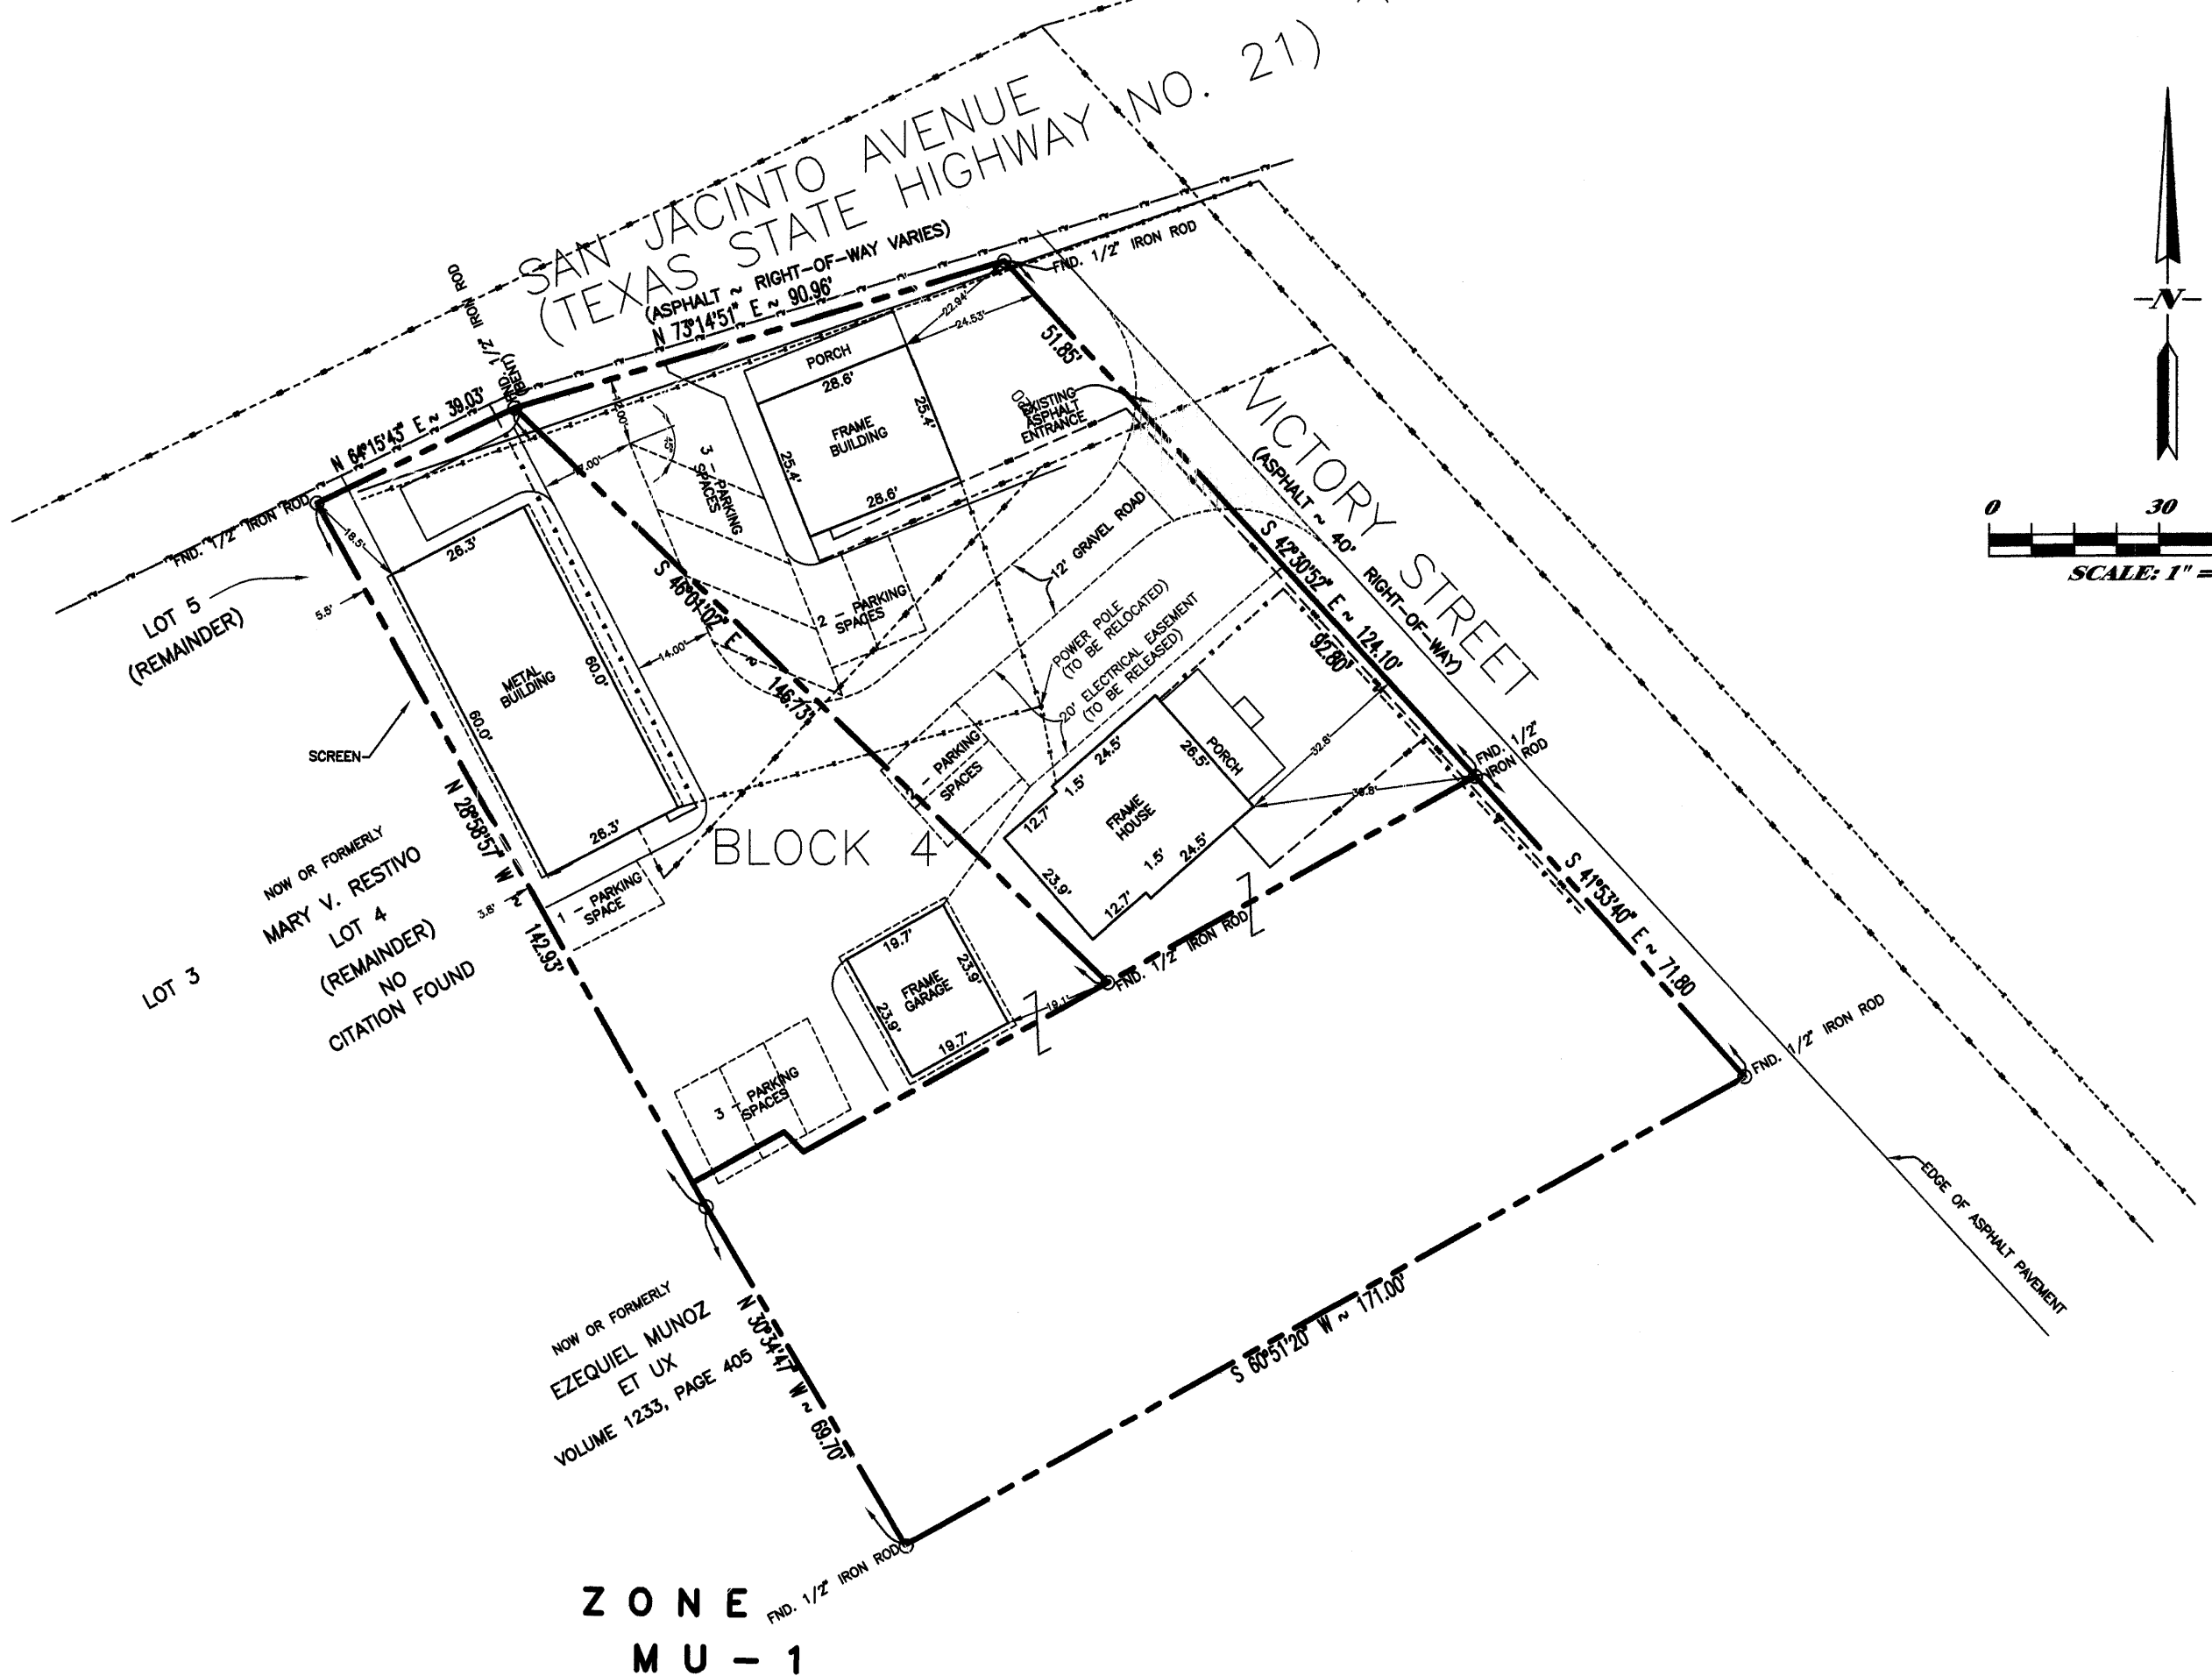 SAN JACINTO AVENUE
(TEXAS STATE HIGHWAY NO. 21)
(ASPHALT ~ RIGHT-OF-WAY VARIES)
N 73°14'51" E ~ 90.96'
FND. 1/2" IRON ROD
(BENT)
N 64°15'43" E ~ 39.03'
FND. 1/2" IRON ROD
FND. 1/2" IRON ROD
-N-
0 30
SCALE: 1" =
PORCH
28.6'
25.4'
FRAME
BUILDING
25.4'
28.6'
22.94'
24.53'
51.85'
EXISTING
ASPHALT
ENTRANCE
VICTORY STREET
(ASPHALT ~ 40' RIGHT-OF-WAY)
S 42°30'52" E ~ 124.10'
92.80'
45°
17.00'
3 - PARKING
SPACES
2 - PARKING
SPACES
12' GRAVEL ROAD
POWER POLE
(TO BE RELOCATED)
20' ELECTRICAL EASEMENT
(TO BE RELEASED)
18.5'
26.3'
5.5'
LOT 5
(REMAINDER)
METAL
BUILDING
60.0'
60.0'
26.3'
14.00'
S 46°01'02" E ~ 146.73'
SCREEN
N 28°58'57" W ~ 142.93'
3.8'
1 - PARKING
SPACE
BLOCK 4
- PARKING
SPACES
24.5'
26.5'
PORCH
1.5'
12.7'
FRAME
HOUSE
23.9'
12.7'
1.5'
24.5'
32.8'
39.8'
FND. 1/2"
IRON ROD
S 41°53'40" E ~ 71.80
FND. 1/2" IRON ROD
FND. 1/2" IRON ROD
NOW OR FORMERLY
MARY V. RESTIVO
LOT 4
(REMAINDER)
NO
CITATION FOUND
LOT 3
19.7'
23.9'
FRAME
GARAGE
23.9'
19.7'
19.1'
3 - PARKING
SPACES
EDGE OF ASPHALT PAVEMENT
NOW OR FORMERLY
EZEQUIEL MUNOZ
ET UX
VOLUME 1233, PAGE 405
N 30°34'47" W ~ 69.70'
S 60°51'20" W ~ 171.00'
FND. 1/2" IRON ROD
ZONE
MU-1